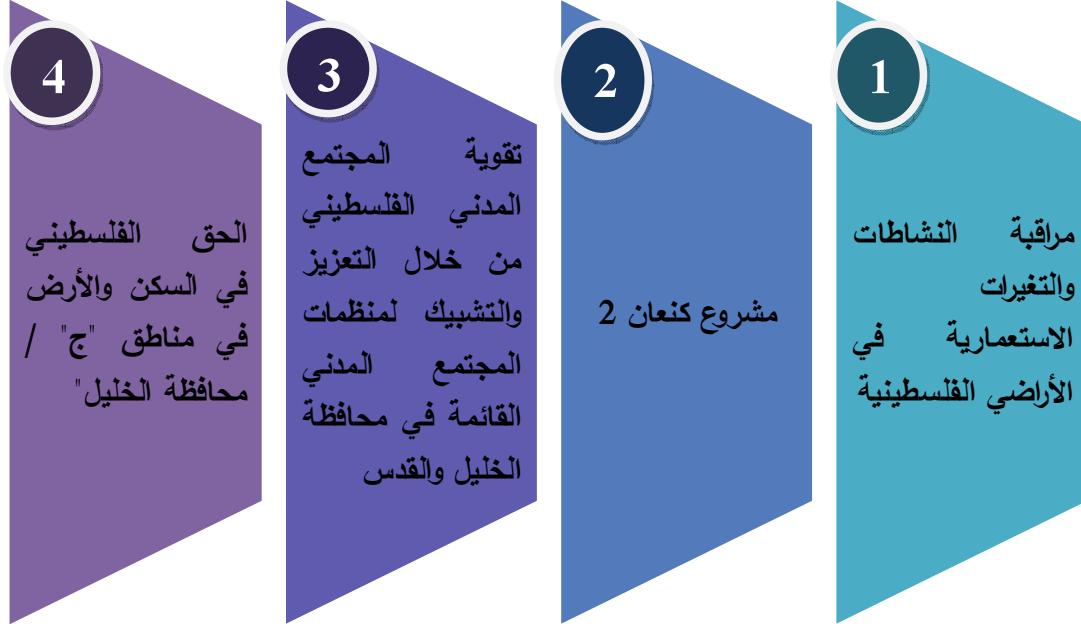 1
مراقبة النشاطات
والتغيرات
الاستعمارية في
الأراضي الفلسطينية
2
مشروع كنعان 2
3
تقوية المجتمع
المدني الفلسطيني
من خلال التعزيز
والتشبيك لمنظمات
المجتمع المدني
القائمة في محافظة
الخليل والقدس
4
الحق الفلسطيني
في السكن والأرض
في مناطق "ج" /
محافظة الخليل"